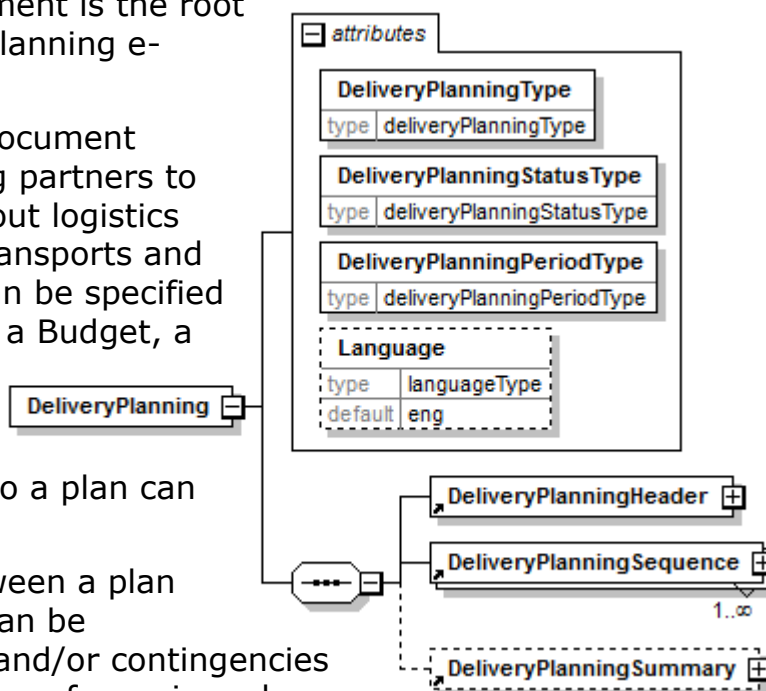 ment is the root
lanning e-
ocument
g partners to
out logistics
ansports and
n be specified
a Budget, a
o a plan can
ween a plan
an be
and/or contingencies
attributes
DeliveryPlanningType
type deliveryPlanningType
DeliveryPlanningStatusType
type deliveryPlanningStatusType
DeliveryPlanningPeriodType
type deliveryPlanningPeriodType
Language
type languageType
default eng
DeliveryPlanning
DeliveryPlanningHeader
DeliveryPlanningSequence
1..∞
DeliveryPlanningSummary